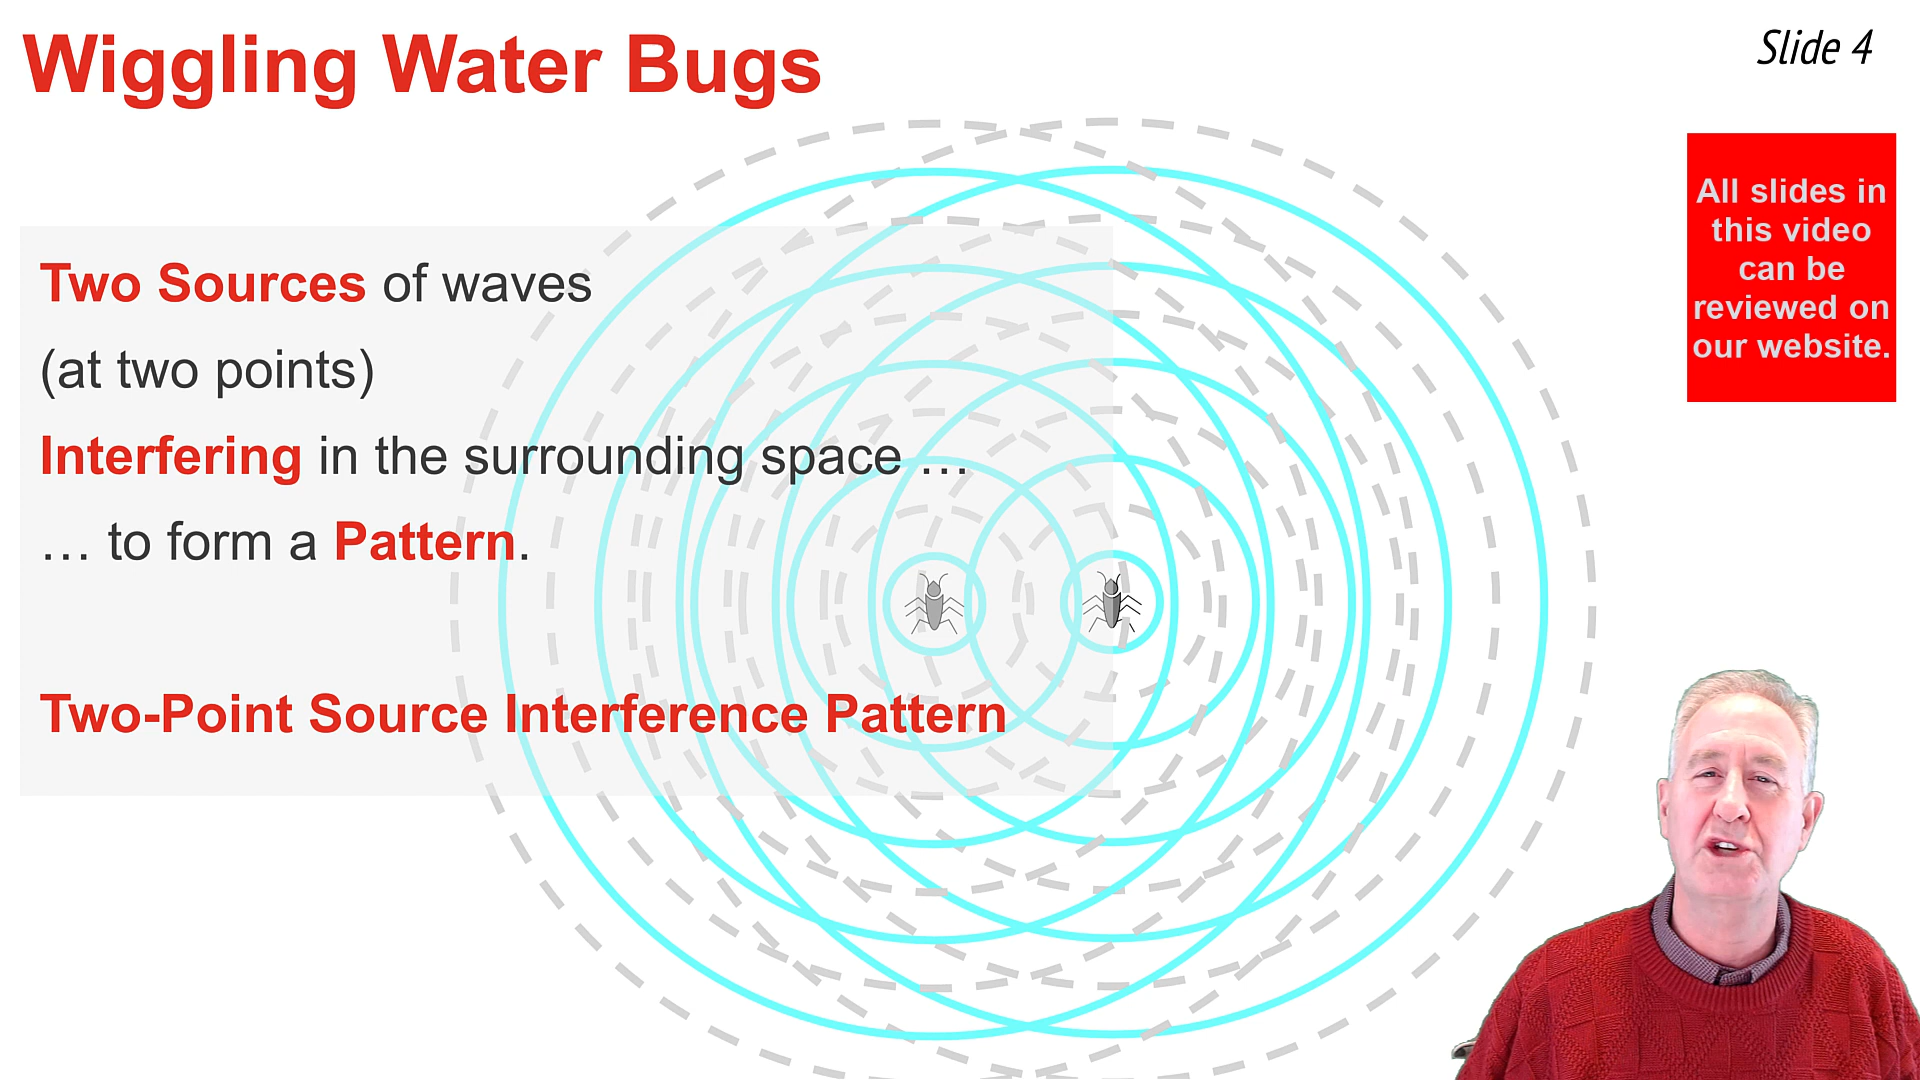 Wiggling Water Bugs
Slide 4
All slides in
this video
can be
reviewed on
our website.
Two Sources of waves
(at two points)
Interfering in the surrounding space …
… to form a Pattern.
Two-Point Source Interference Pattern